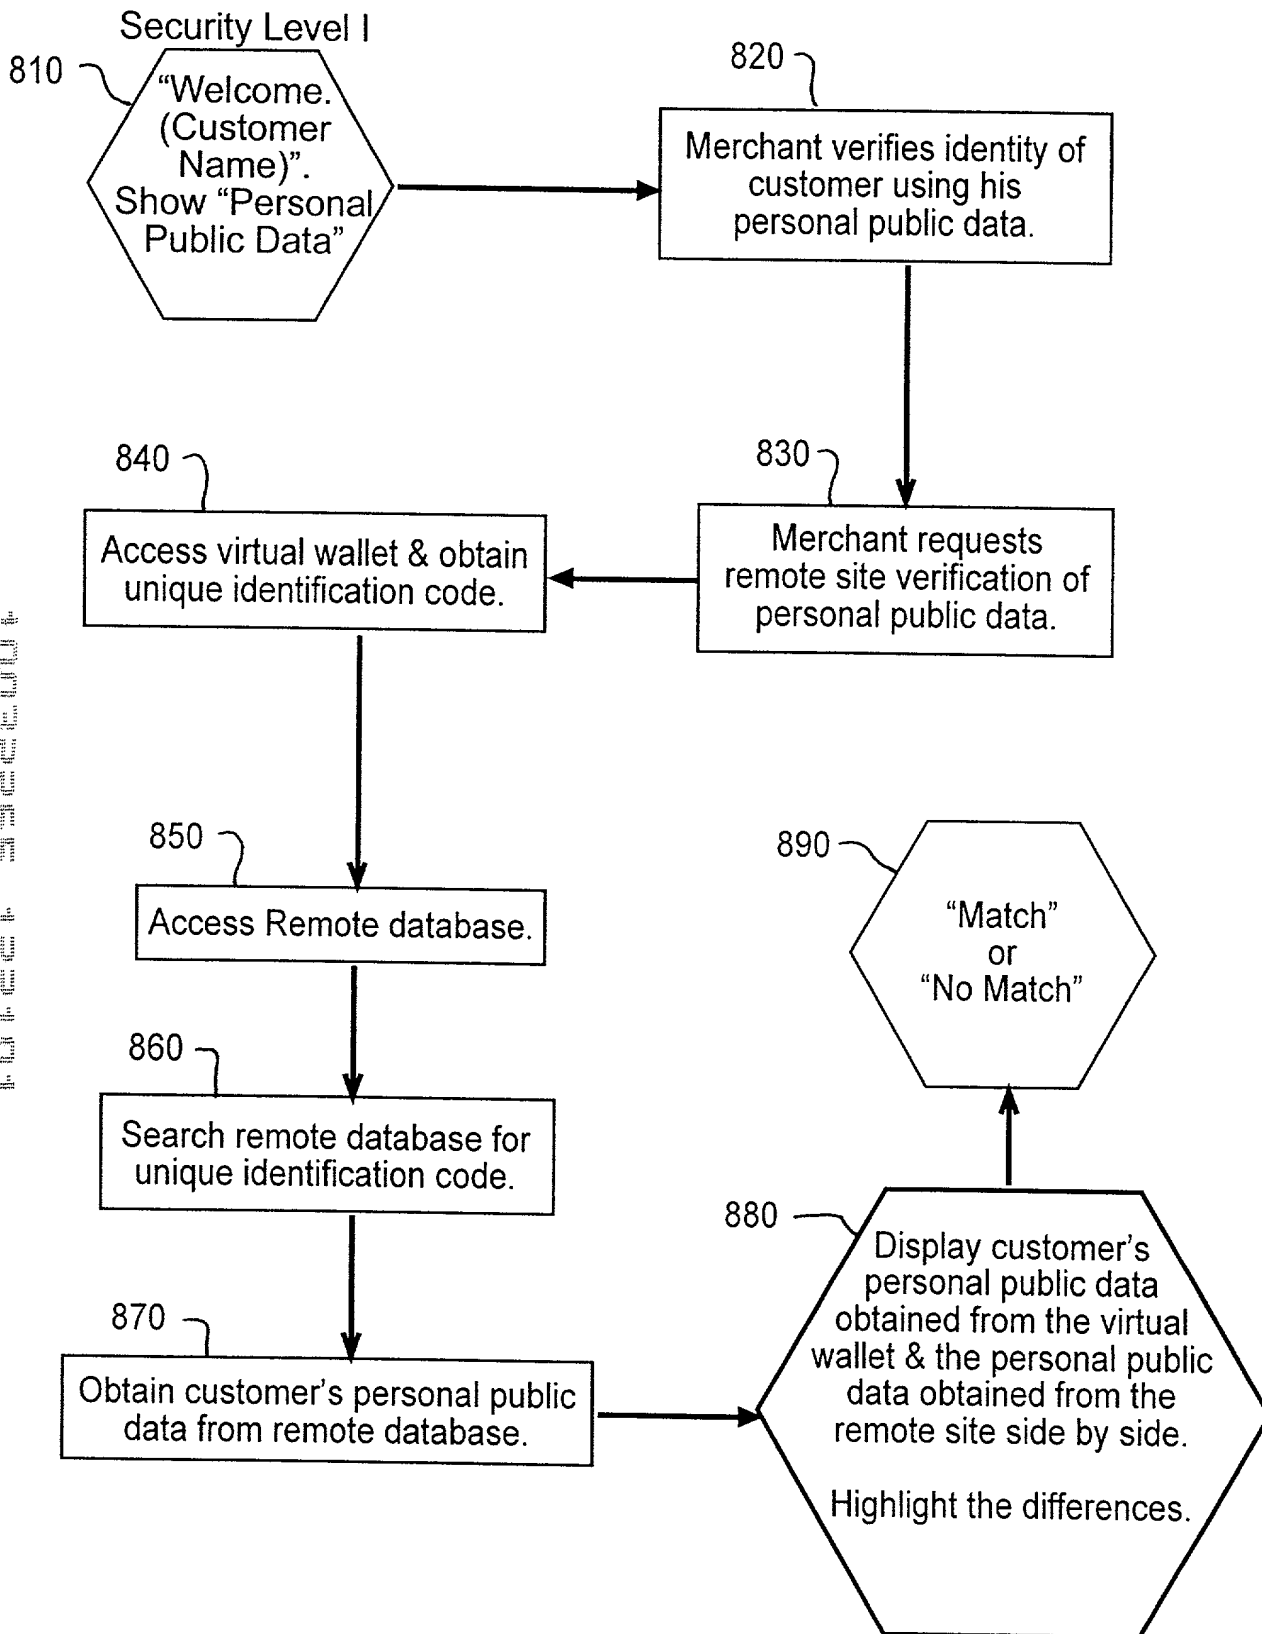 Security Level I
810
“Welcome.
(Customer
Name)”.
Show “Personal
Public Data”
820
Merchant verifies identity of
customer using his
personal public data.
830
Merchant requests
remote site verification of
personal public data.
840
Access virtual wallet & obtain
unique identification code.
850
Access Remote database.
860
Search remote database for
unique identification code.
870
Obtain customer’s personal public
data from remote database.
880
Display customer’s
personal public data
obtained from the virtual
wallet & the personal public
data obtained from the
remote site side by side.
Highlight the differences.
890
“Match”
or
“No Match”